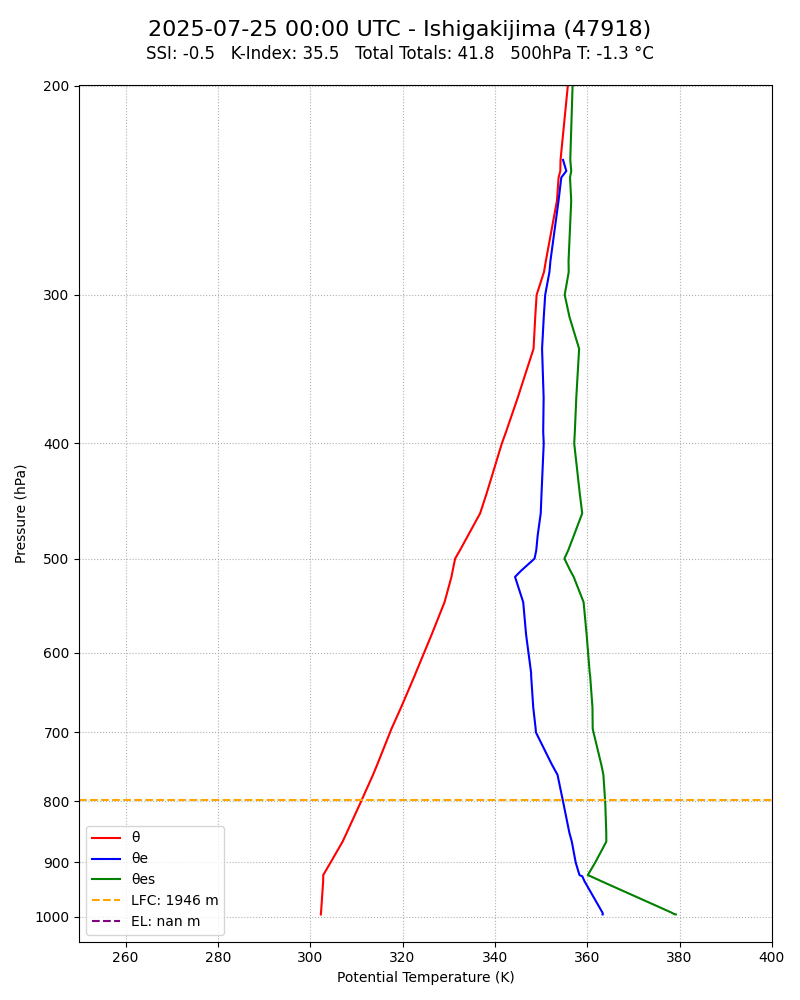 2025-07-25 00:00 UTC - Ishigakijima (47918)
SSI: -0.5 K-Index: 35.5 Total Totals: 41.8 500hPa T: -1.3 °C
200
300
400
500
600
700
800
900
1000
Pressure (hPa)
θ
θe
θes
LFC: 1946 m
EL: nan m
260 280 300 320 340 360 380 400
Potential Temperature (K)